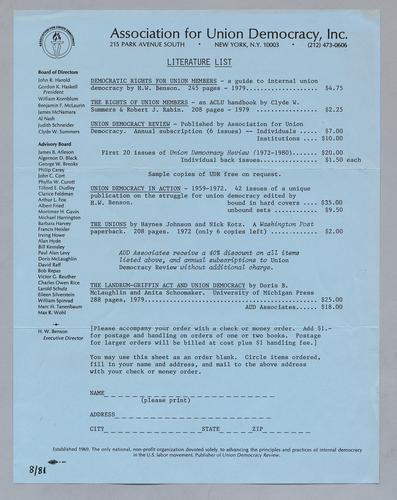 Association for Union Democracy, Inc.
215 PARK AVENUE SOUTH • NEW YORK, N.Y. 10003 • (212) 473-0606
LITERATURE LIST
Board of Directors
John R. Harold
Gordon K. Haskell
President
William Kornblum
Benjamin F. McLaurin
James McNamara
Al Nash
Judith Schneider
Clyde W. Summers
Advisory Board
James B. Atleson
Algernon D. Black
George W. Brooks
Philip Carey
John C. Cort
Phyllis W. Curott
Tilford E. Dudley
Clarice Feldman
Arthur L. Fox
Albert Fried
Mortimer H. Gavin
Michael Harrington
Barbara Harvey
Francis Heisler
Irving Howe
Alan Hyde
Bill Kemsley
Paul Alan Levy
Doris McLaughlin
David Raff
Bob Repas
Victor G. Reuther
Charles Owen Rice
Larold Schulz
Eileen Silverstein
William Spinrad
Marc H. Tanenbaum
Max R. Wohl
H. W. Benson
Executive Director
DEMOCRATIC RIGHTS FOR UNION MEMBERS - a guide to internal union
democracy by H.W. Benson. 245 pages - 1979 $4.75
THE RIGHTS OF UNION MEMBERS - an ACLU handbook by Clyde W.
Summers & Robert J. Rabin. 208 pages - 1979 $2.25
UNION DEMOCRACY REVIEW - Published by Association for Union
Democracy. Annual subscription (6 issues) -- Individuals $7.00
Institutions $10.00
First 20 issues of Union Democracy Review (1972-1980) $20.00
Individual back issues $1.50 each
Sample copies of UDR free on request.
UNION DEMOCRACY IN ACTION - 1959-1972. 42 issues of a unique
publication on the struggle for union democracy edited by
H.W. Benson. bound in hard covers $35.00
unbound sets $9.50
THE UNIONS by Haynes Johnson and Nick Kotz. A Washington Post
paperback. 208 pages. 1972 (only 6 copies left) $2.00
AUD Associates receive a 40% discount on all items
listed above, and annual subscriptions to Union
Democracy Review without additional charge.
THE LANDRUM-GRIFFIN ACT AND UNION DEMOCRACY by Doris B.
McLaughlin and Anita Schoomaker. University of Michigan Press
288 pages, 1979 $25.00
AUD Associates $18.00
[Please accompany your order with a check or money order. Add $1.-
for postage and handling on orders of one or two books. Postage
for larger orders will be billed at cost plus $1 handling fee.]
You may use this sheet as an order blank. Circle items ordered,
fill in your name and address, and mail to the above address
with your check or money order.
NAME
(please print)
ADDRESS
CITY STATE ZIP
Established 1969. The only national, non-profit organization devoted solely to advancing the principles and practices of internal democracy
in the U.S. labor movement. Publisher of Union Democracy Review.
8/81